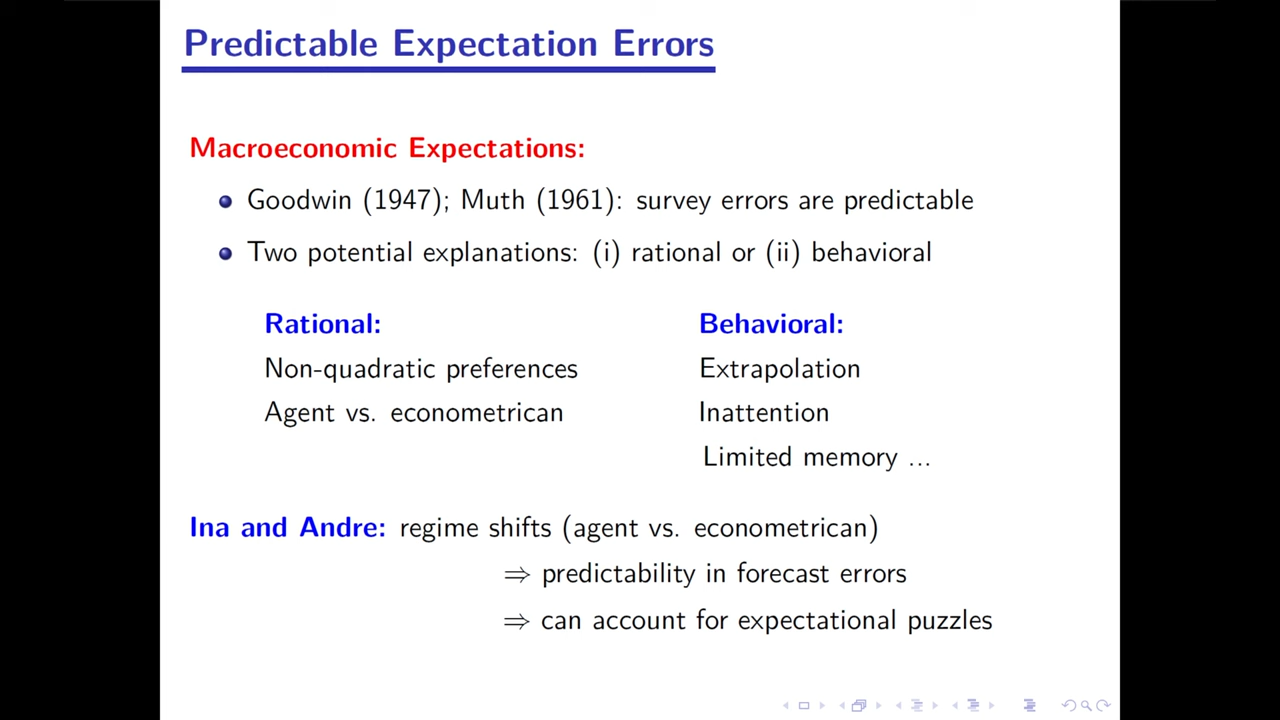 Predictable Expectation Errors
Macroeconomic Expectations:
Goodwin (1947); Muth (1961): survey errors are predictable
Two potential explanations: (i) rational or (ii) behavioral
Rational:
Non-quadratic preferences
Agent vs. econometrican
Behavioral:
Extrapolation
Inattention
Limited memory ...
Ina and Andre: regime shifts (agent vs. econometrican)
⇒ predictability in forecast errors
⇒ can account for expectational puzzles